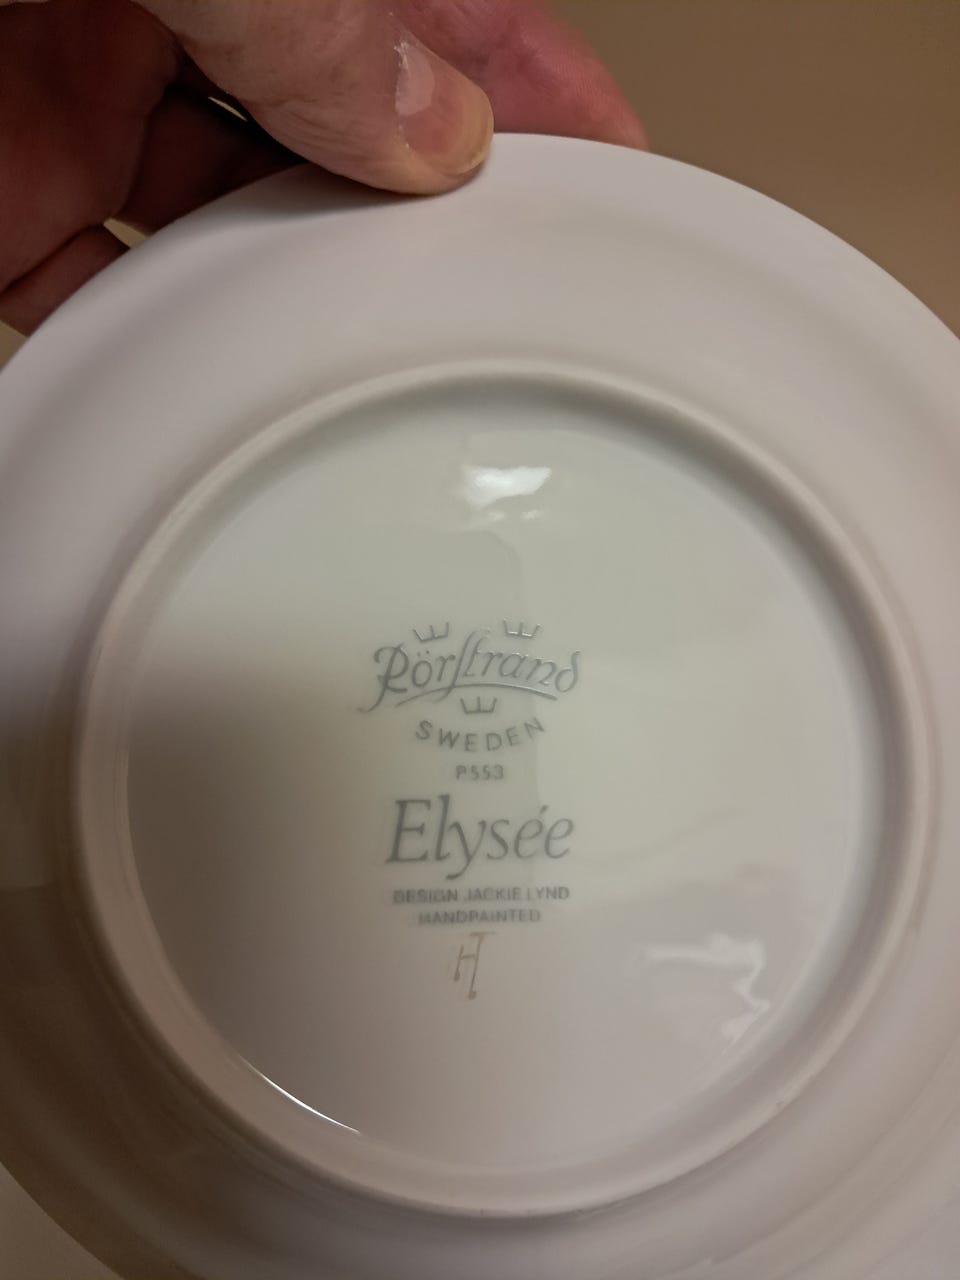 Rörstrand
SWEDEN
P553
Elysée
DESIGN JACKIE LYND
HANDPAINTED